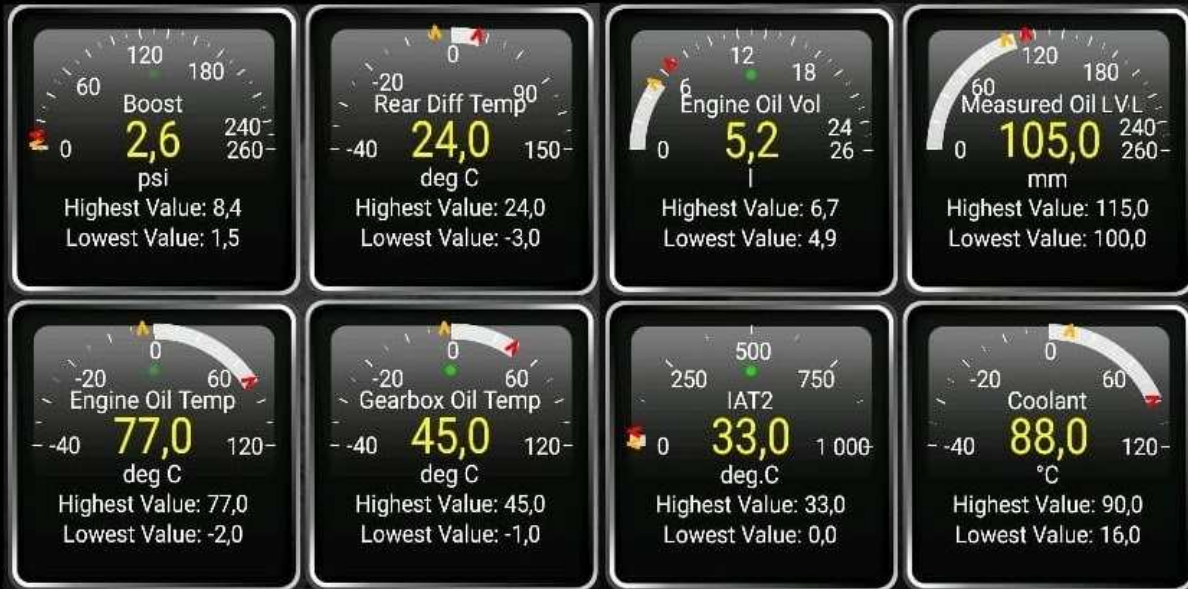 120
60
180
Boost
0
2,6
240
260
psi
Highest Value: 8,4
Lowest Value: 1,5
0
-20
90
Rear Diff Temp
-40
24,0
150
deg C
Highest Value: 24,0
Lowest Value: -3,0
12
6
18
Engine Oil Vol
0
5,2
24
26
l
Highest Value: 6,7
Lowest Value: 4,9
120
60
180
Measured Oil LVL
0
105,0
240
260
mm
Highest Value: 115,0
Lowest Value: 100,0
0
-20
60
Engine Oil Temp
-40
77,0
120
deg C
Highest Value: 77,0
Lowest Value: -2,0
0
-20
60
Gearbox Oil Temp
-40
45,0
120
deg C
Highest Value: 45,0
Lowest Value: -1,0
500
250
750
IAT2
0
33,0
1 000
deg.C
Highest Value: 33,0
Lowest Value: 0,0
0
-20
60
Coolant
-40
88,0
120
°C
Highest Value: 90,0
Lowest Value: 16,0